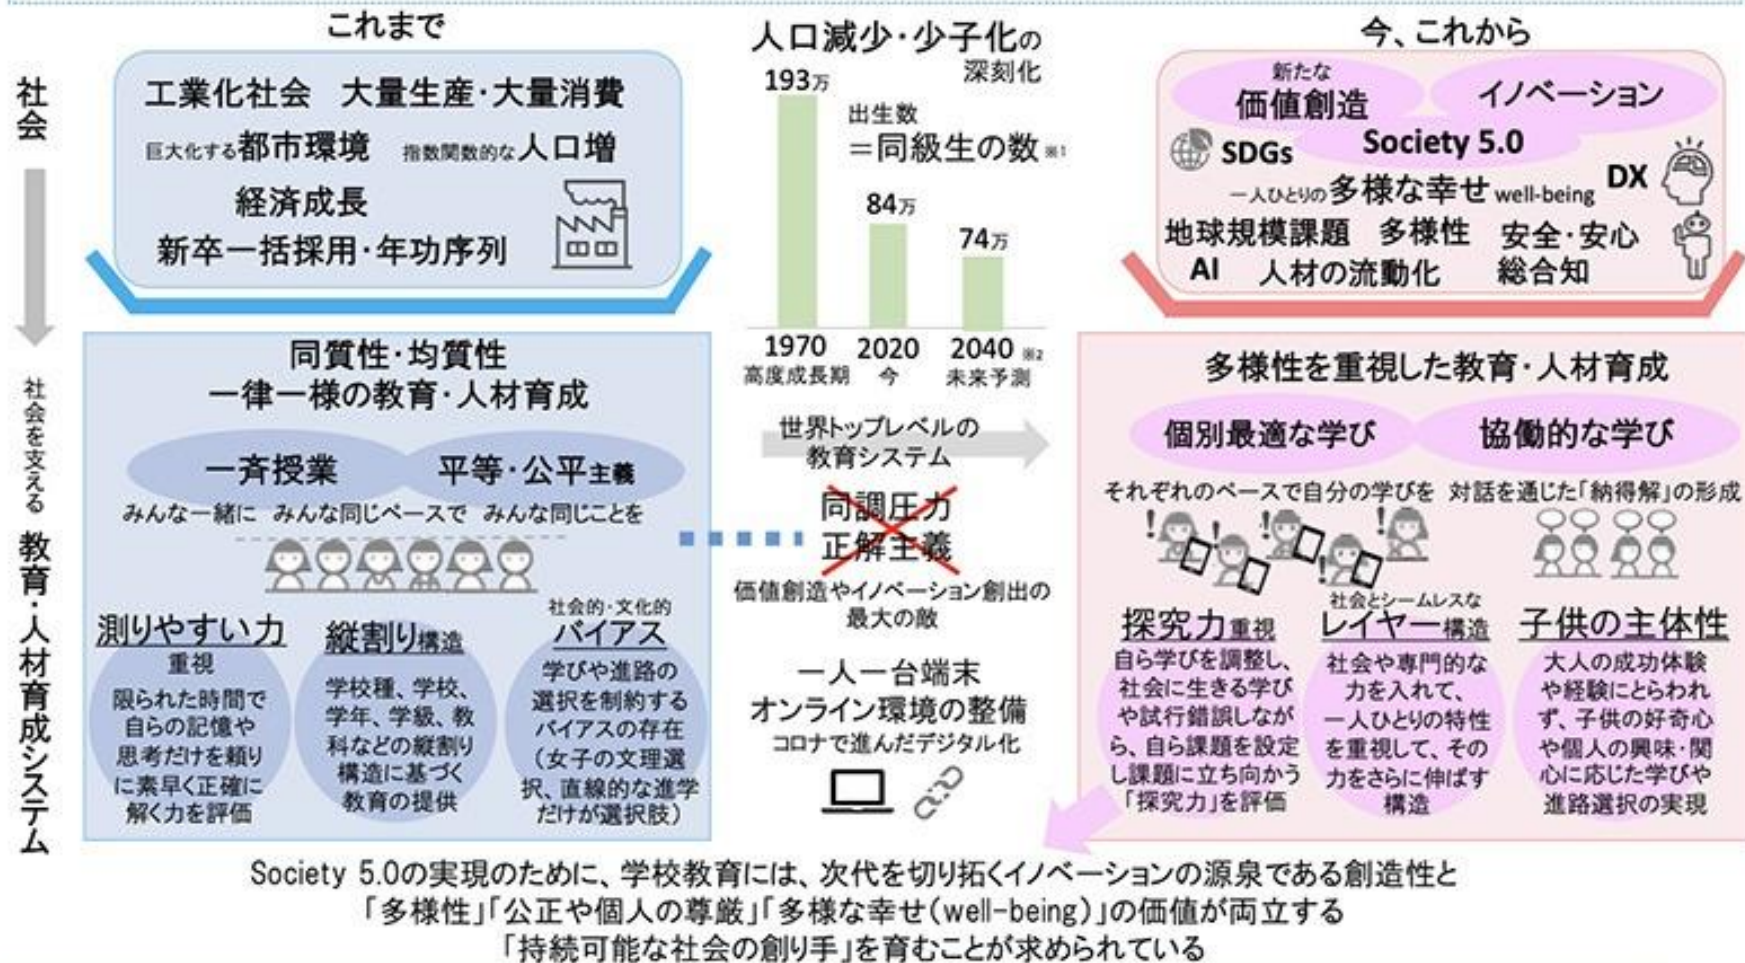 これまで
社会
工業化社会 大量生産・大量消費
巨大化する都市環境 指数関数的な人口増
経済成長
新卒一括採用・年功序列
人口減少・少子化の
深刻化
193万
出生数
=同級生の数 ※1
84万
74万
1970 2020 2040 ※2
高度成長期 今 未来予測
今、これから
新たな
価値創造
イノベーション
Society 5.0
SDGs
DX
一人ひとりの多様な幸せ well-being
地球規模課題 多様性 安全・安心
AI 人材の流動化 総合知
社会を支える 教育・人材育成システム
同質性・均質性
一律一様の教育・人材育成
一斉授業 平等・公平主義
みんな一緒に みんな同じペースで みんな同じことを
測りやすい力
重視
限られた時間で
自らの記憶や
思考だけを頼り
に素早く正確に
解く力を評価
縦割り構造
学校種、学校、
学年、学級、教
科などの縦割り
構造に基づく
教育の提供
社会的・文化的
バイアス
学びや進路の
選択を制約する
バイアスの存在
(女子の文理選
択、直線的な進学
だけが選択肢)
世界トップレベルの
教育システム
同調圧力
正解主義
価値創造やイノベーション創出の
最大の敵
一人一台端末
オンライン環境の整備
コロナで進んだデジタル化
多様性を重視した教育・人材育成
個別最適な学び 協働的な学び
それぞれのペースで自分の学びを 対話を通じた「納得解」の形成
! ! ! ! !
探究力重視
自ら学びを調整し、
社会に生きる学び
や試行錯誤しなが
ら、自ら課題を設定
し課題に立ち向かう
「探究力」を評価
社会とシームレスな
レイヤー構造
社会や専門的な
力を入れて、
一人ひとりの特性
を重視して、その
力をさらに伸ばす
構造
子供の主体性
大人の成功体験
や経験にとらわれ
ず、子供の好奇心
や個人の興味・関
心に応じた学びや
進路選択の実現
Society 5.0の実現のために、学校教育には、次代を切り拓くイノベーションの源泉である創造性と
「多様性」「公正や個人の尊厳」「多様な幸せ(well-being)」の価値が両立する
「持続可能な社会の創り手」を育むことが求められている